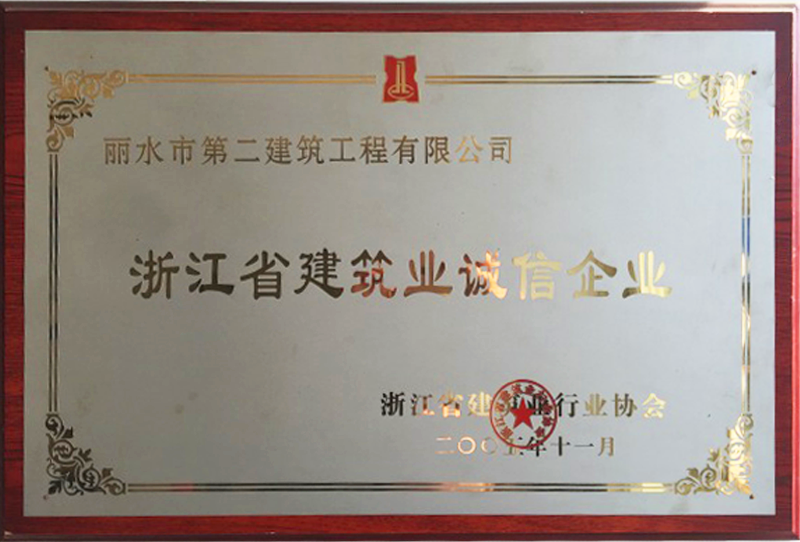 丽水市第二建筑工程有限公司
浙江省建筑业诚信企业
浙江省建筑业行业协会
二〇〇五年十一月